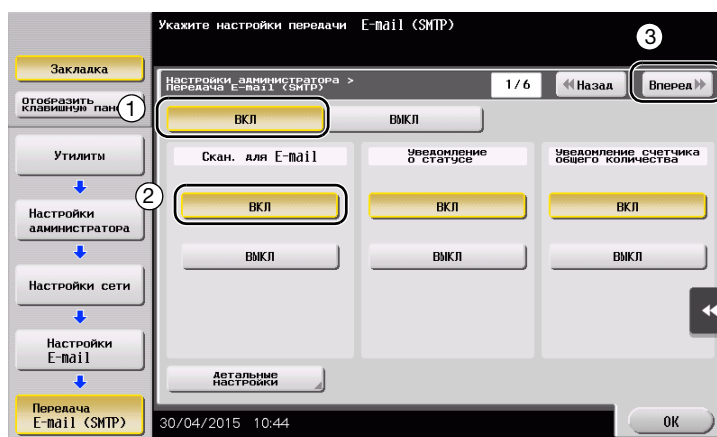 Укажите настройки передачи E-mail (SMTP)
3
Закладка
Настройки администратора >
Передача E-mail (SMTP)
1/6
Назад
Вперед
Отобразить
клавишную
1
ВКЛ
ВЫКЛ
Утилиты
Скан. для E-mail
Уведомление
о статусе
Уведомление счетчика
общего количества
2
ВКЛ
ВКЛ
ВКЛ
Настройки
администратора
ВЫКЛ
ВЫКЛ
ВЫКЛ
Настройки сети
Настройки
E-mail
Детальные
настройки
Передача
E-mail (SMTP)
30/04/2015 10:44
OK